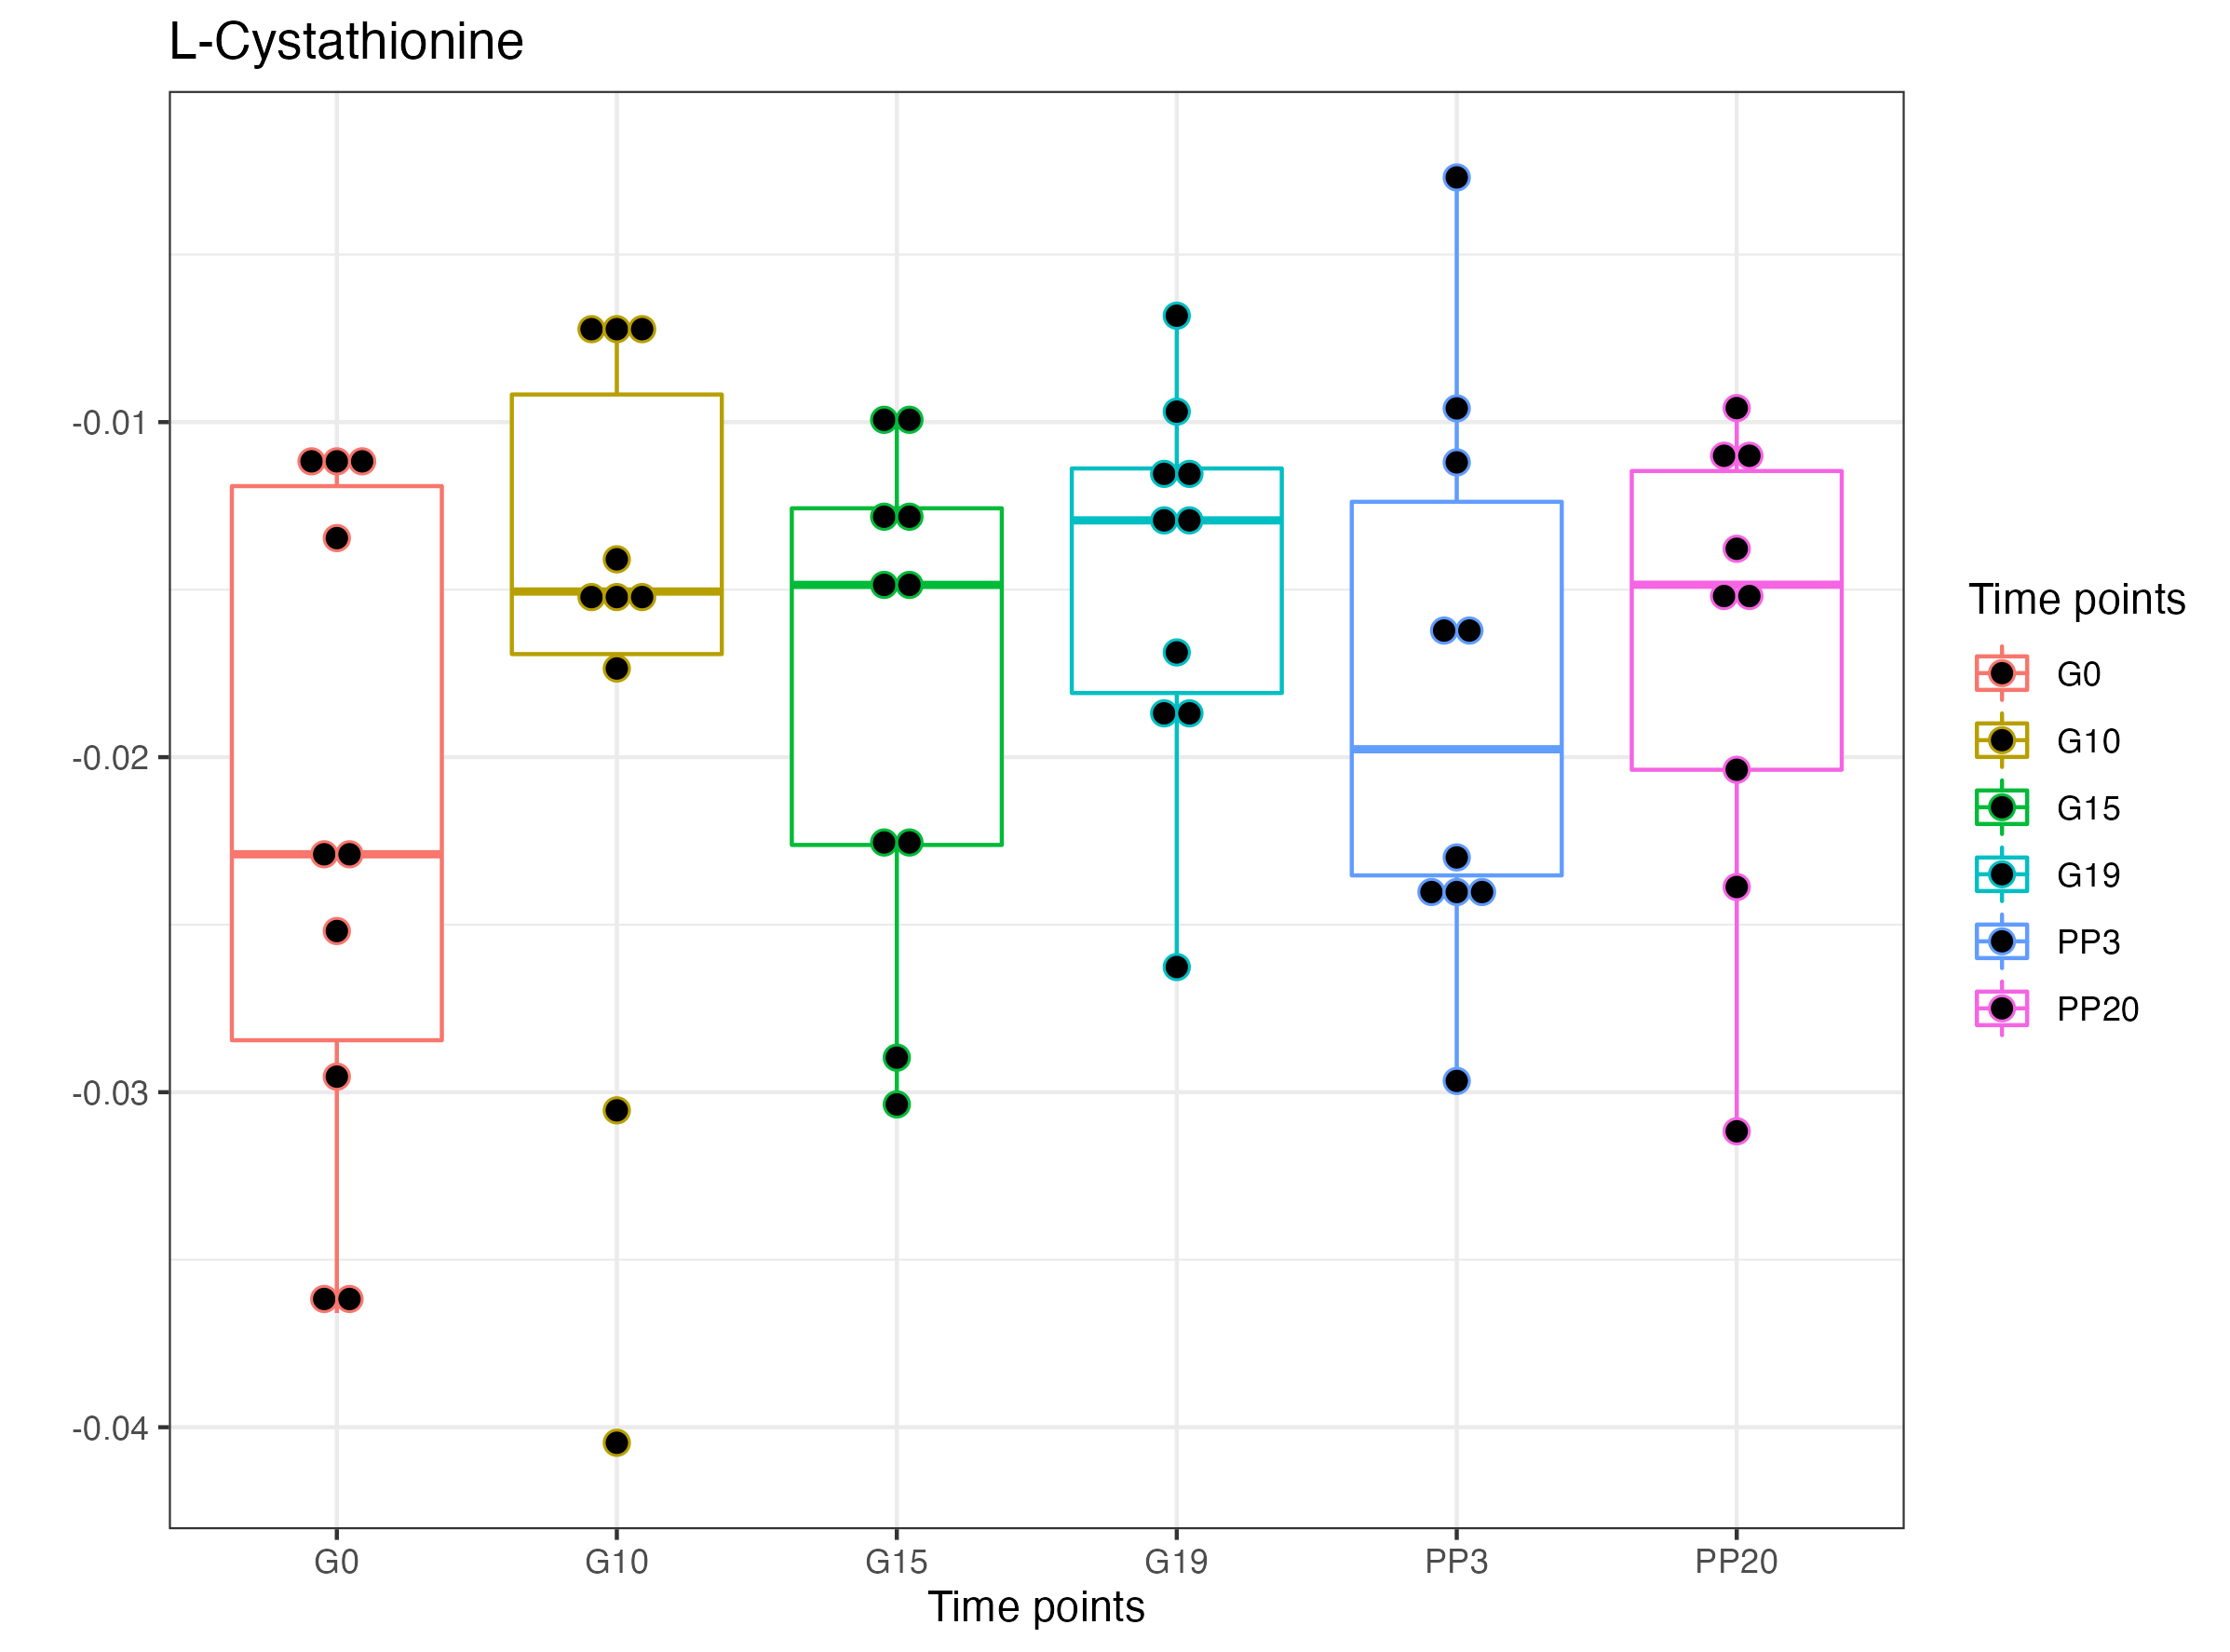 L-Cystathionine
-0.01
-0.02
-0.03
-0.04
G0 G10 G15 G19 PP3 PP20
Time points
Time points
G0
G10
G15
G19
PP3
PP20